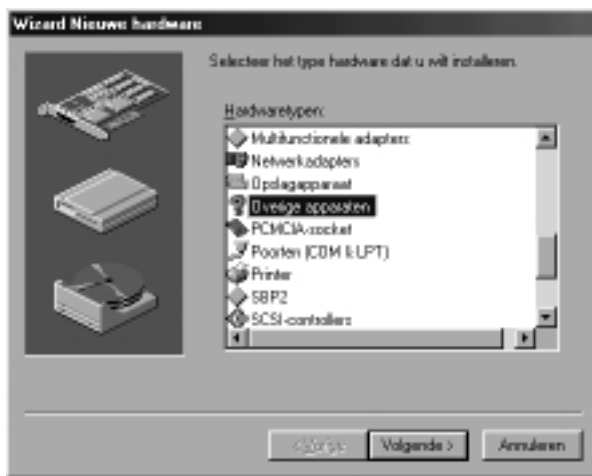 Wizard Nieuwe hardware
Selecteer het type hardware dat u wilt installeren.
Hardwaretypen:
Multifunctionele adapters
Netwerkadapters
Opslagapparaat
Overige apparaten
PCMCIA-socket
Poorten (COM & LPT)
Printer
SBP2
SCSI-controllers
< Vorige
Volgende >
Annuleren